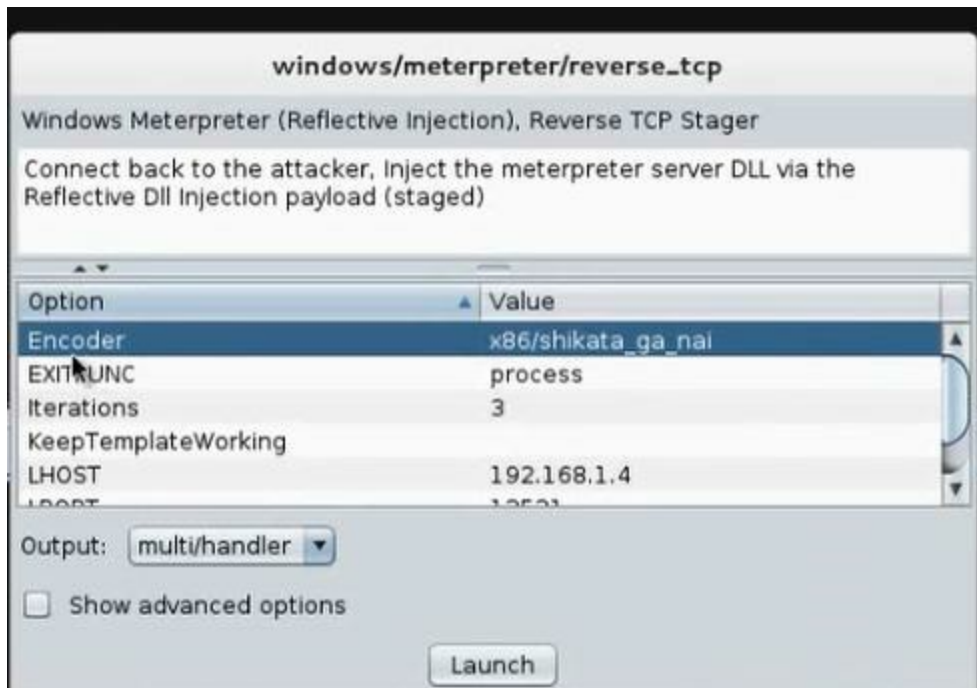 windows/meterpreter/reverse_tcp
Windows Meterpreter (Reflective Injection), Reverse TCP Stager
Connect back to the attacker, Inject the meterpreter server DLL via the
Reflective Dll Injection payload (staged)
Option Value
Encoder x86/shikata_ga_nai
EXITFUNC process
Iterations 3
KeepTemplateWorking
LHOST 192.168.1.4
LPORT
Output: multi/handler
Show advanced options
Launch